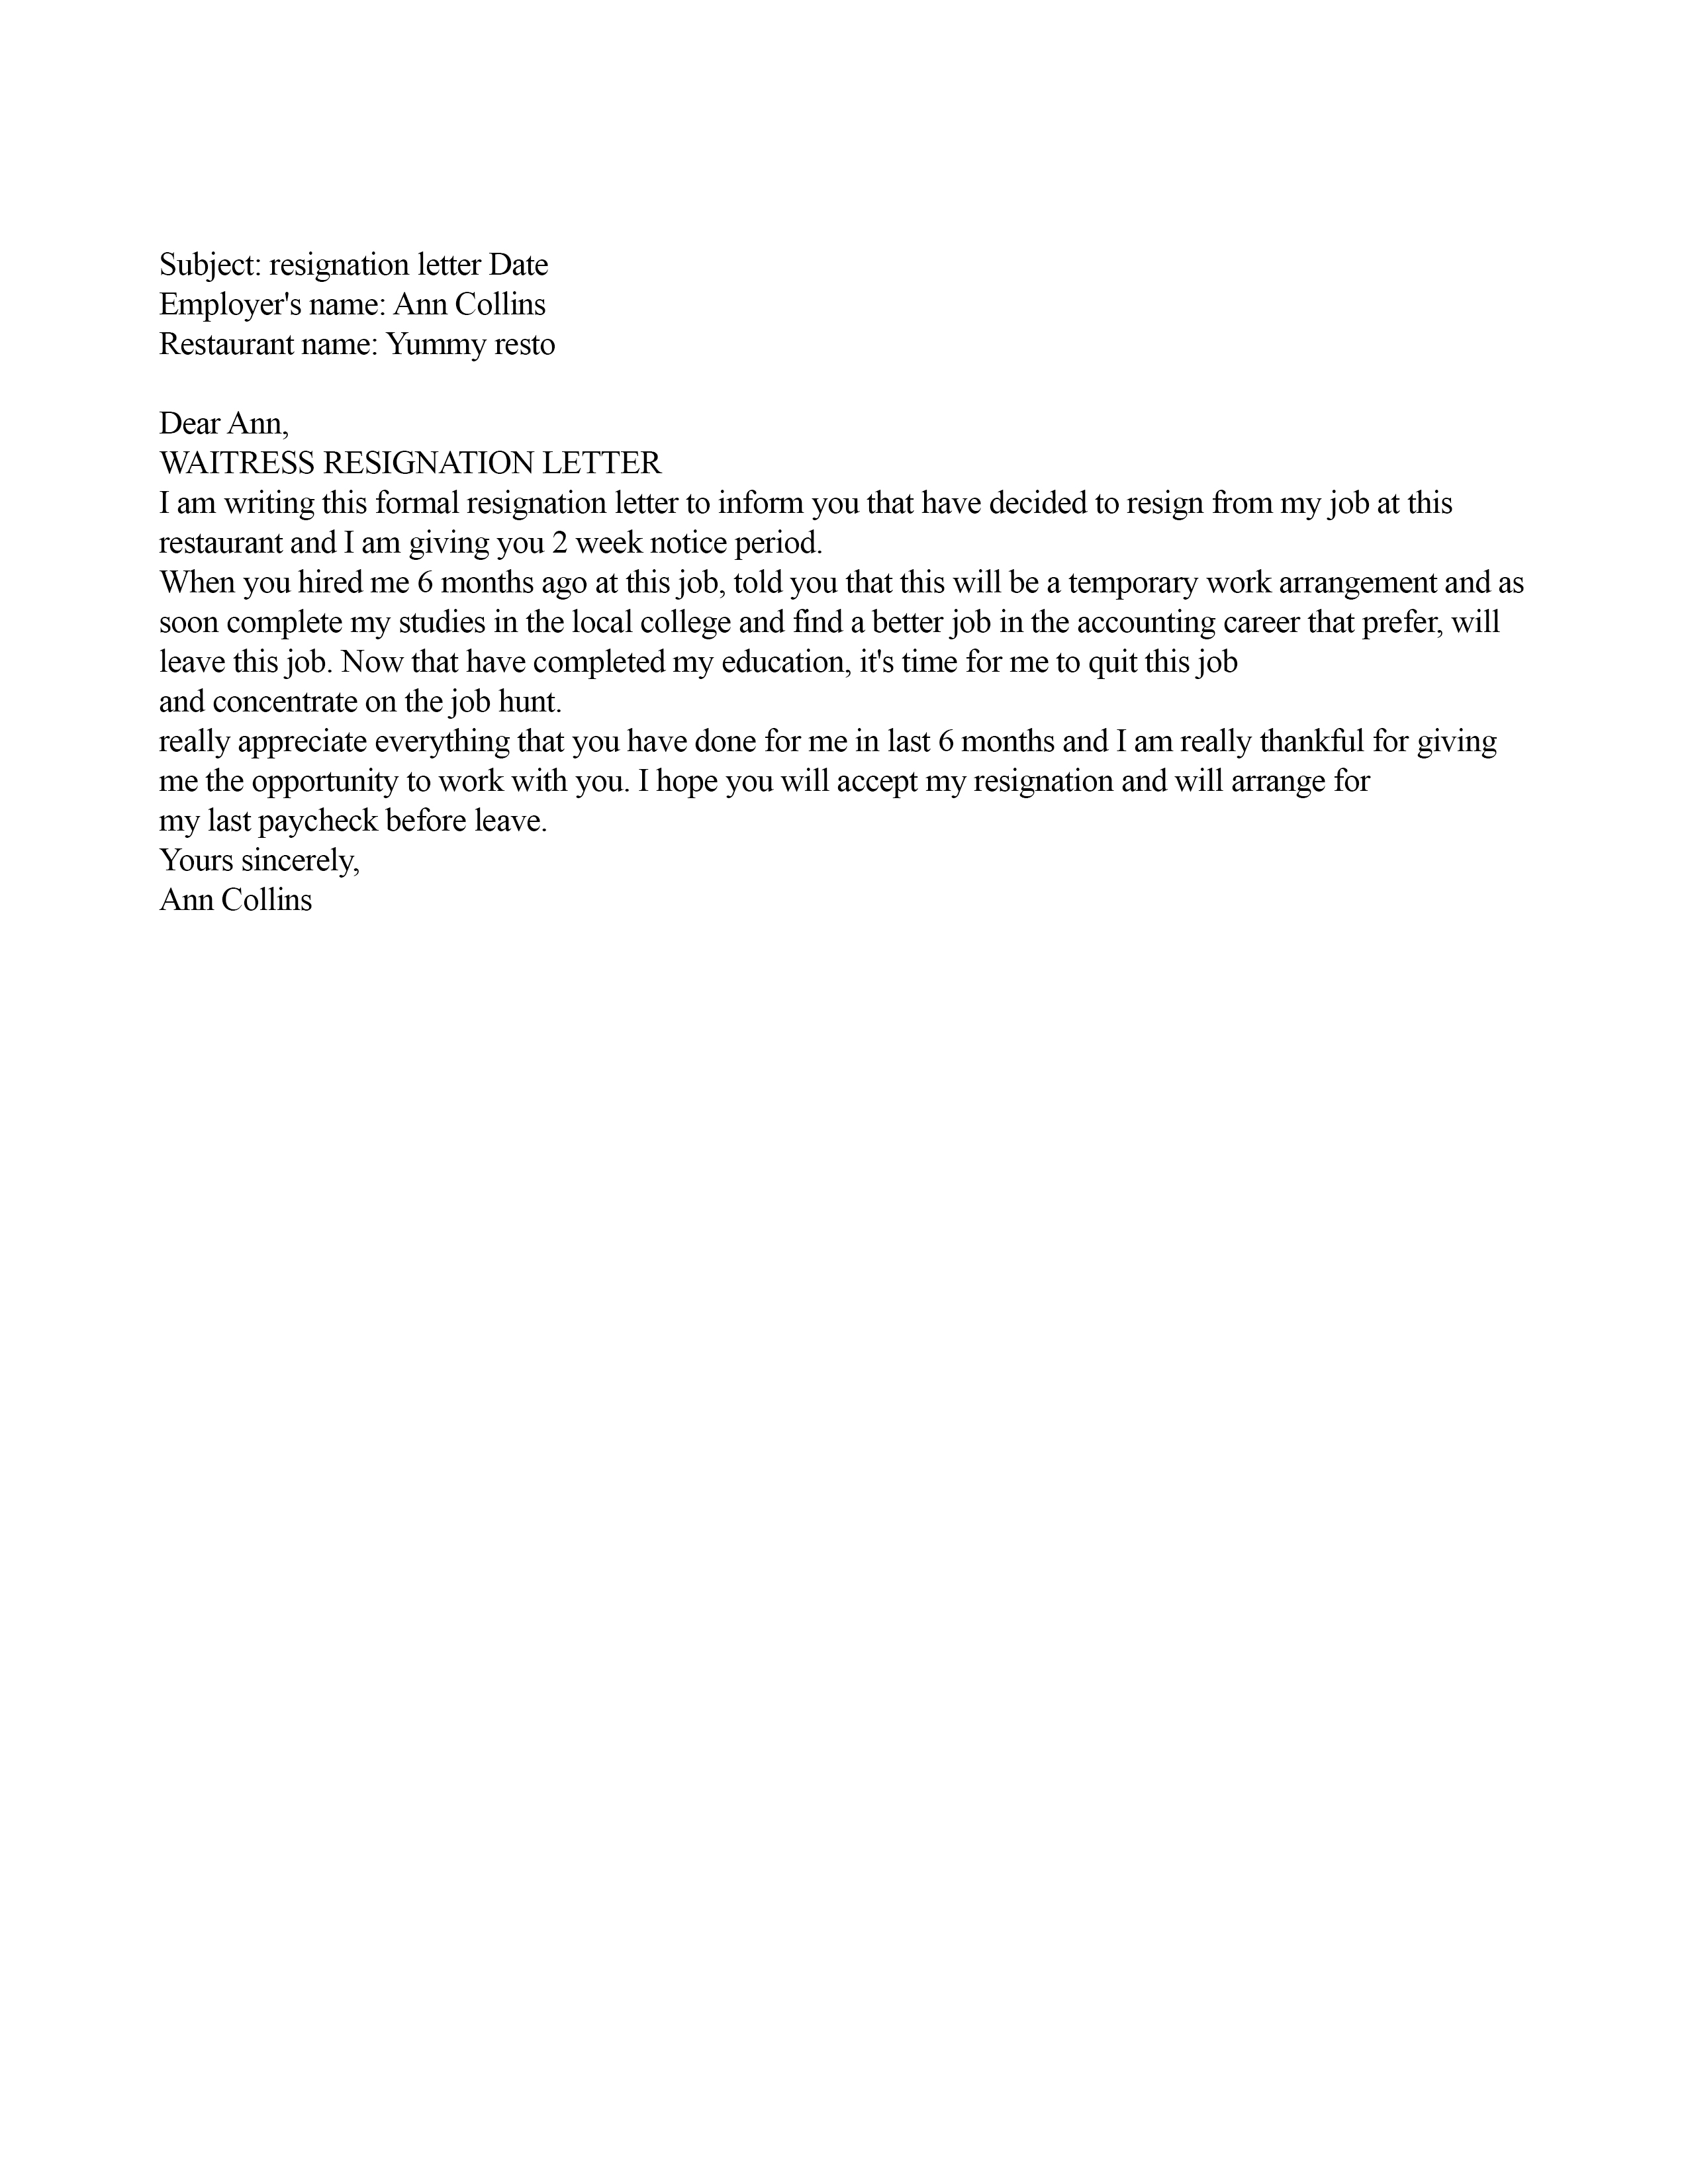 Subject: resignation letter Date
Employer's name: Ann Collins
Restaurant name: Yummy resto
Dear Ann,
WAITRESS RESIGNATION LETTER
I am writing this formal resignation letter to inform you that have decided to resign from my job at this
restaurant and I am giving you 2 week notice period.
When you hired me 6 months ago at this job, told you that this will be a temporary work arrangement and as
soon complete my studies in the local college and find a better job in the accounting career that prefer, will
leave this job. Now that have completed my education, it's time for me to quit this job
and concentrate on the job hunt.
really appreciate everything that you have done for me in last 6 months and I am really thankful for giving
me the opportunity to work with you. I hope you will accept my resignation and will arrange for
my last paycheck before leave.
Yours sincerely,
Ann Collins